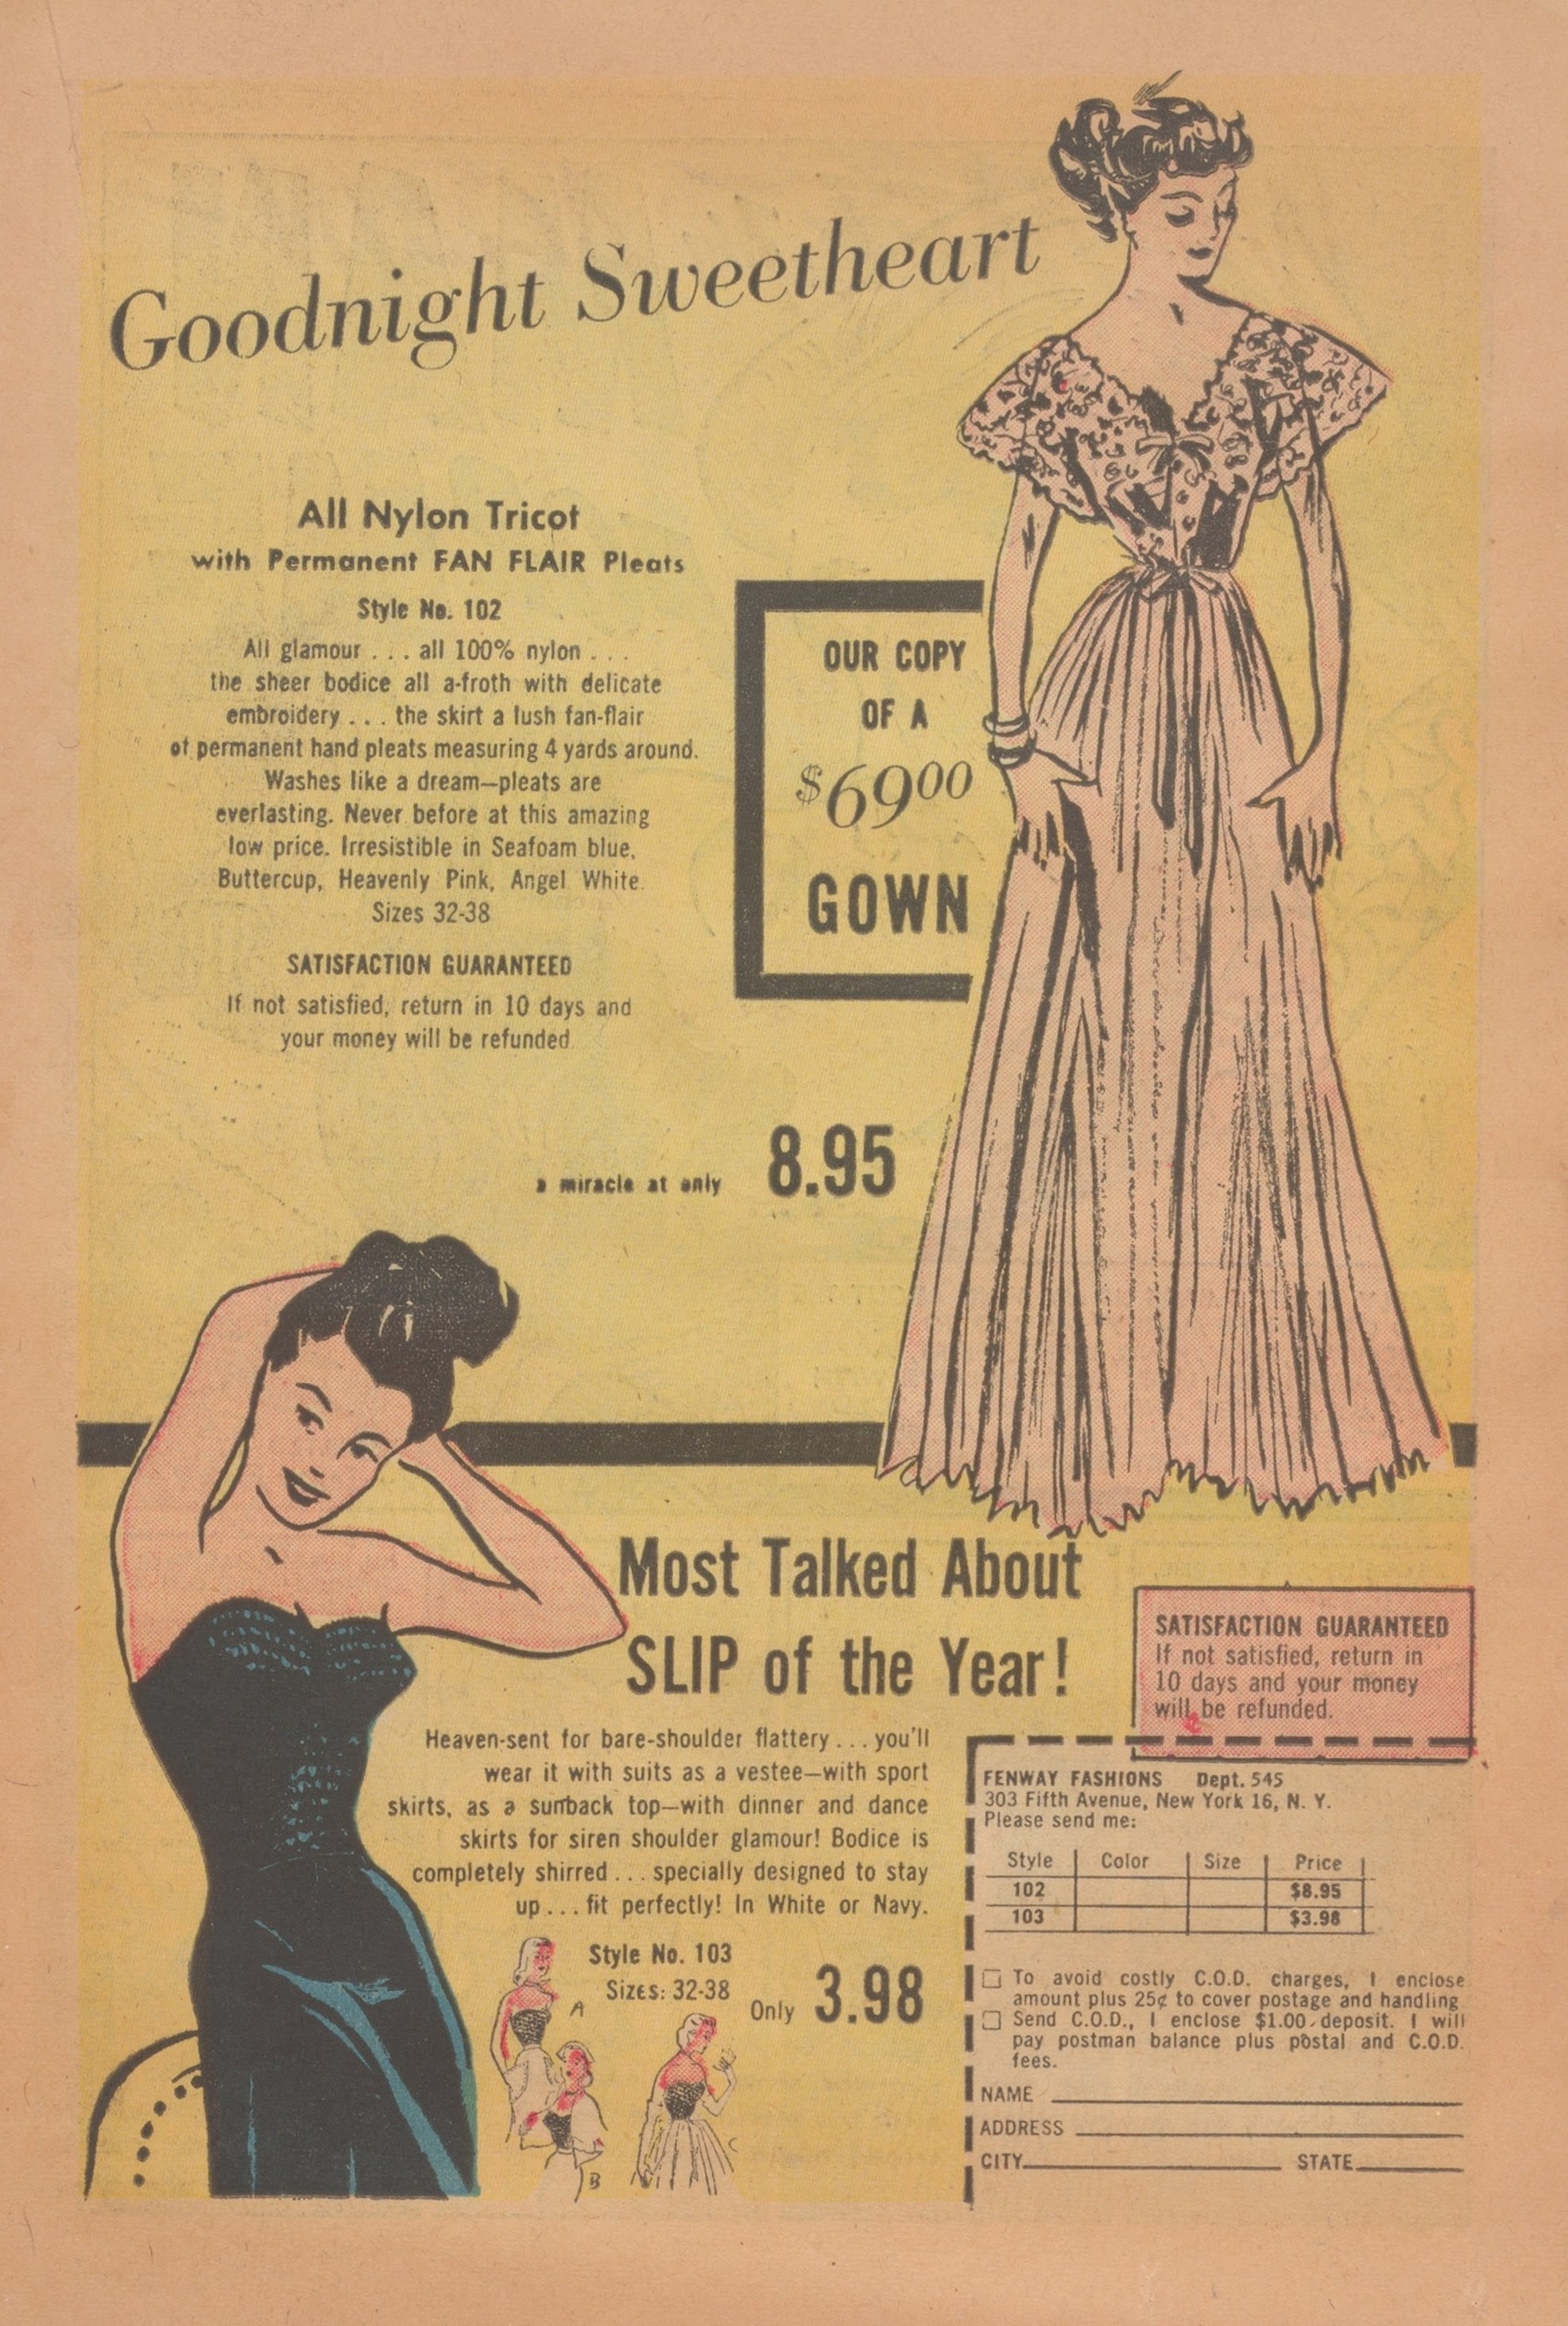 Goodnight Sweetheart
All Nylon Tricot
with Permanent FAN FLAIR Pleats
Style No. 102
All glamour . . . all 100% nylon . . .
the sheer bodice all a-froth with delicate
embroidery . . . the skirt a lush fan-flair
of permanent hand pleats measuring 4 yards around.
Washes like a dream—pleats are
everlasting. Never before at this amazing
low price. Irresistible in Seafoam blue,
Buttercup, Heavenly Pink, Angel White.
Sizes 32-38
SATISFACTION GUARANTEED
If not satisfied, return in 10 days and
your money will be refunded
OUR COPY
OF A
$6900
GOWN
a miracle at only 8.95
Most Talked About
SLIP of the Year!
Heaven-sent for bare-shoulder flattery . . . you'll
wear it with suits as a vestee—with sport
skirts, as a sunback top—with dinner and dance
skirts for siren shoulder glamour! Bodice is
completely shirred . . . specially designed to stay
up . . . fit perfectly! In White or Navy.
Style No. 103
Sizes: 32-38
Only 3.98
A
B
C
SATISFACTION GUARANTEED
If not satisfied, return in
10 days and your money
will be refunded.
FENWAY FASHIONS Dept. 545
303 Fifth Avenue, New York 16, N. Y.
Please send me:
Style Color Size Price
102 $8.95
103 $3.98
☐ To avoid costly C.O.D. charges, I enclose
amount plus 25¢ to cover postage and handling
☐ Send C.O.D., I enclose $1.00 deposit. I will
pay postman balance plus postal and C.O.D.
fees.
NAME
ADDRESS
CITY STATE